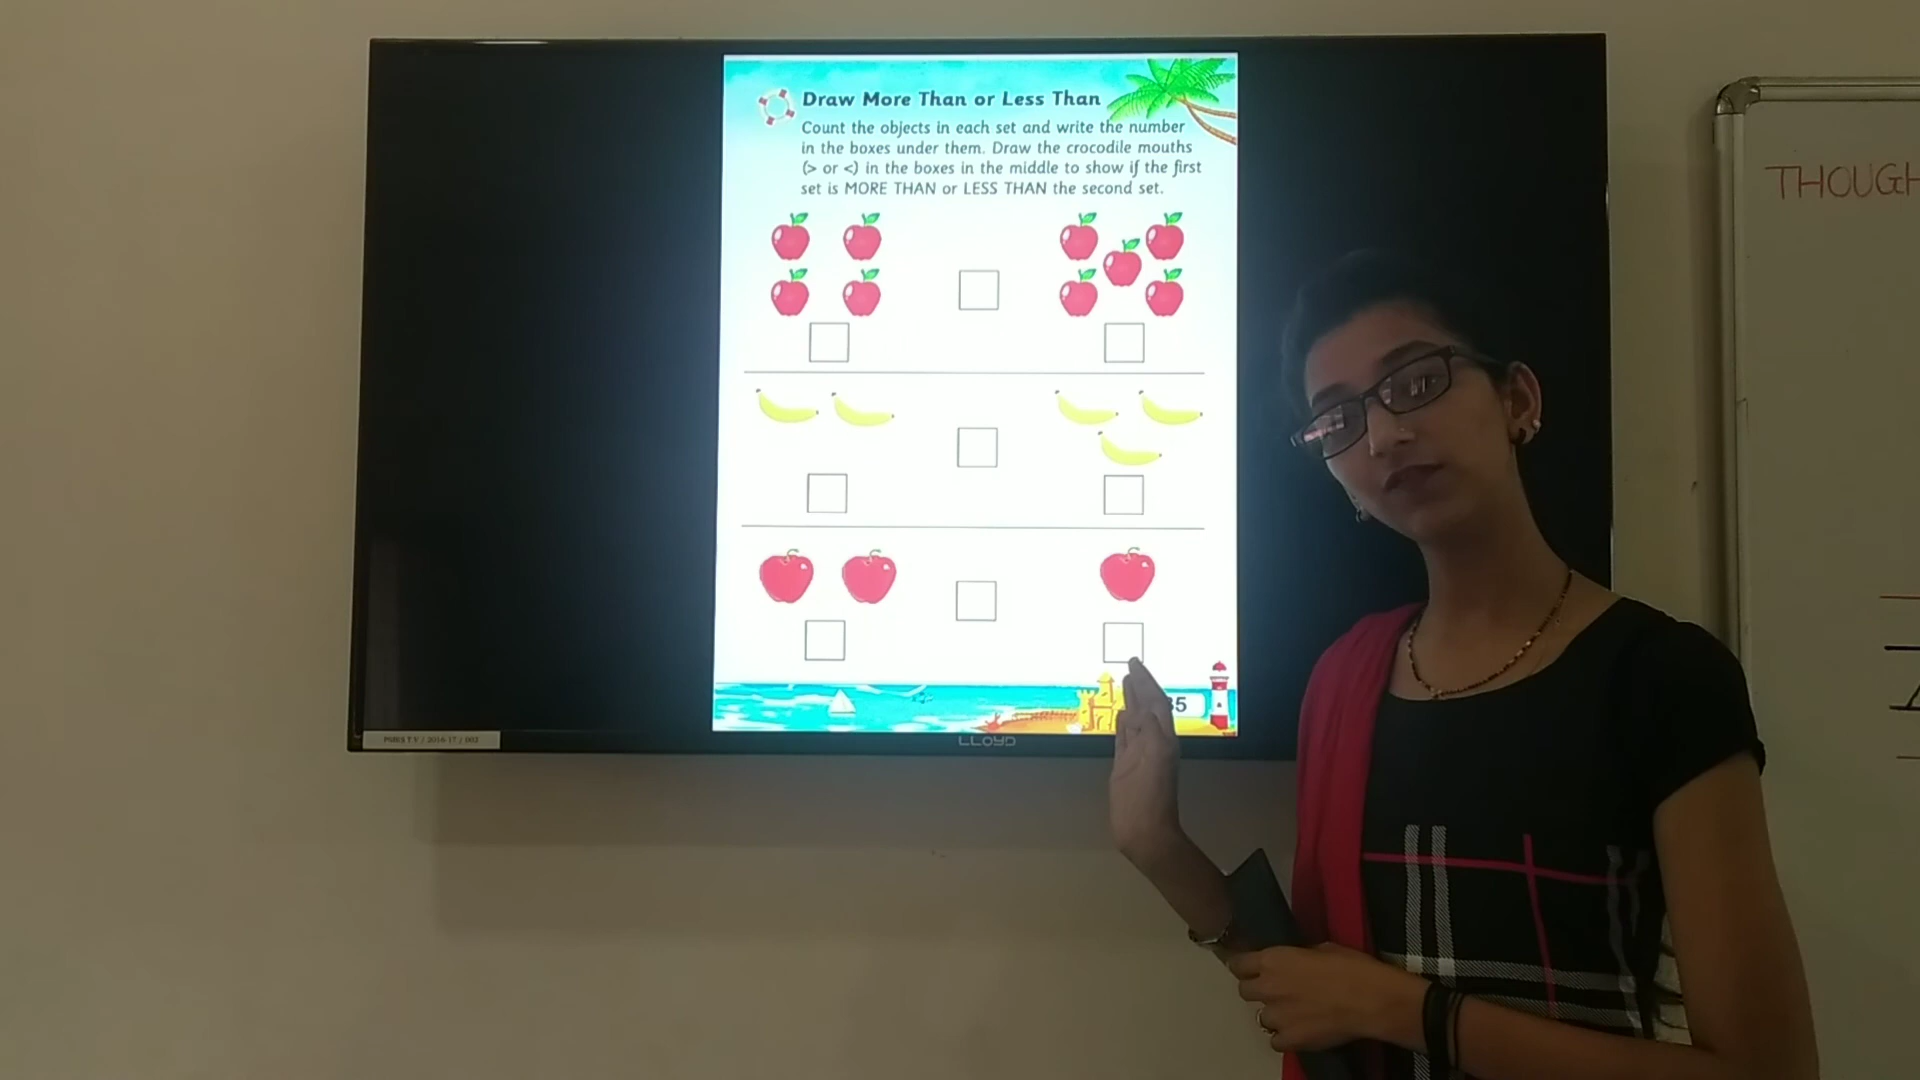 Draw More Than or Less Than
Count the objects in each set and write the number
in the boxes under them. Draw the crocodile mouths
(> or <) in the boxes in the middle to show if the first
set is MORE THAN or LESS THAN the second set.
35
LLOYD
THOUGH